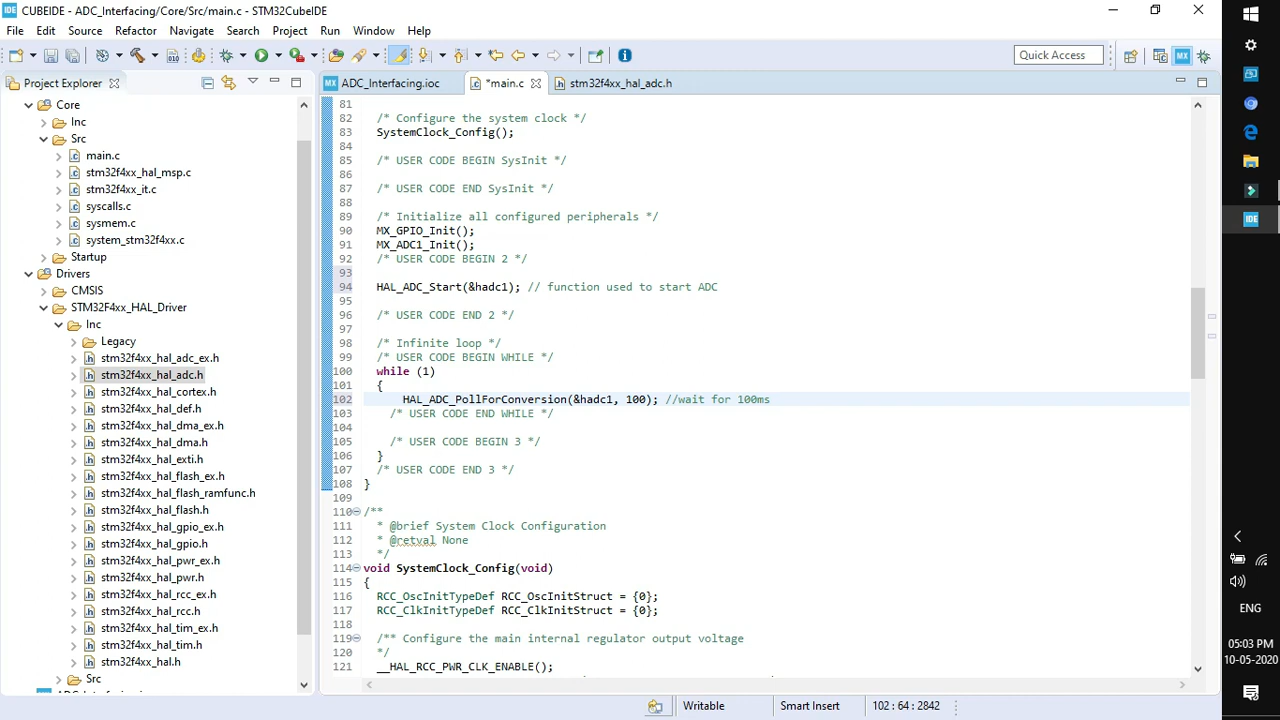 CUBEIDE - ADC_Interfacing/Core/Src/main.c - STM32CubeIDE
File Edit Source Refactor Navigate Search Project Run Window Help
Quick Access
Project Explorer
Core
Inc
Src
main.c
stm32f4xx_hal_msp.c
stm32f4xx_it.c
syscalls.c
sysmem.c
system_stm32f4xx.c
Startup
Drivers
CMSIS
STM32F4xx_HAL_Driver
Inc
Legacy
stm32f4xx_hal_adc_ex.h
stm32f4xx_hal_adc.h
stm32f4xx_hal_cortex.h
stm32f4xx_hal_def.h
stm32f4xx_hal_dma_ex.h
stm32f4xx_hal_dma.h
stm32f4xx_hal_exti.h
stm32f4xx_hal_flash_ex.h
stm32f4xx_hal_flash_ramfunc.h
stm32f4xx_hal_flash.h
stm32f4xx_hal_gpio_ex.h
stm32f4xx_hal_gpio.h
stm32f4xx_hal_pwr_ex.h
stm32f4xx_hal_pwr.h
stm32f4xx_hal_rcc_ex.h
stm32f4xx_hal_rcc.h
stm32f4xx_hal_tim_ex.h
stm32f4xx_hal_tim.h
stm32f4xx_hal.h
Src
MX ADC_Interfacing.ioc *main.c stm32f4xx_hal_adc.h
81
82 /* Configure the system clock */
83 SystemClock_Config();
84
85 /* USER CODE BEGIN SysInit */
86
87 /* USER CODE END SysInit */
88
89 /* Initialize all configured peripherals */
90 MX_GPIO_Init();
91 MX_ADC1_Init();
92 /* USER CODE BEGIN 2 */
93
94 HAL_ADC_Start(&hadc1); // function used to start ADC
95
96 /* USER CODE END 2 */
97
98 /* Infinite loop */
99 /* USER CODE BEGIN WHILE */
100 while (1)
101 {
102 HAL_ADC_PollForConversion(&hadc1, 100); //wait for 100ms
103 /* USER CODE END WHILE */
104
105 /* USER CODE BEGIN 3 */
106 }
107 /* USER CODE END 3 */
108 }
109
110 /**
111 * @brief System Clock Configuration
112 * @retval None
113 */
114 void SystemClock_Config(void)
115 {
116 RCC_OscInitTypeDef RCC_OscInitStruct = {0};
117 RCC_ClkInitTypeDef RCC_ClkInitStruct = {0};
118
119 /** Configure the main internal regulator output voltage
120 */
121 __HAL_RCC_PWR_CLK_ENABLE();
Writable Smart Insert 102 : 64 : 2842
IDE
ENG
05:03 PM
10-05-2020